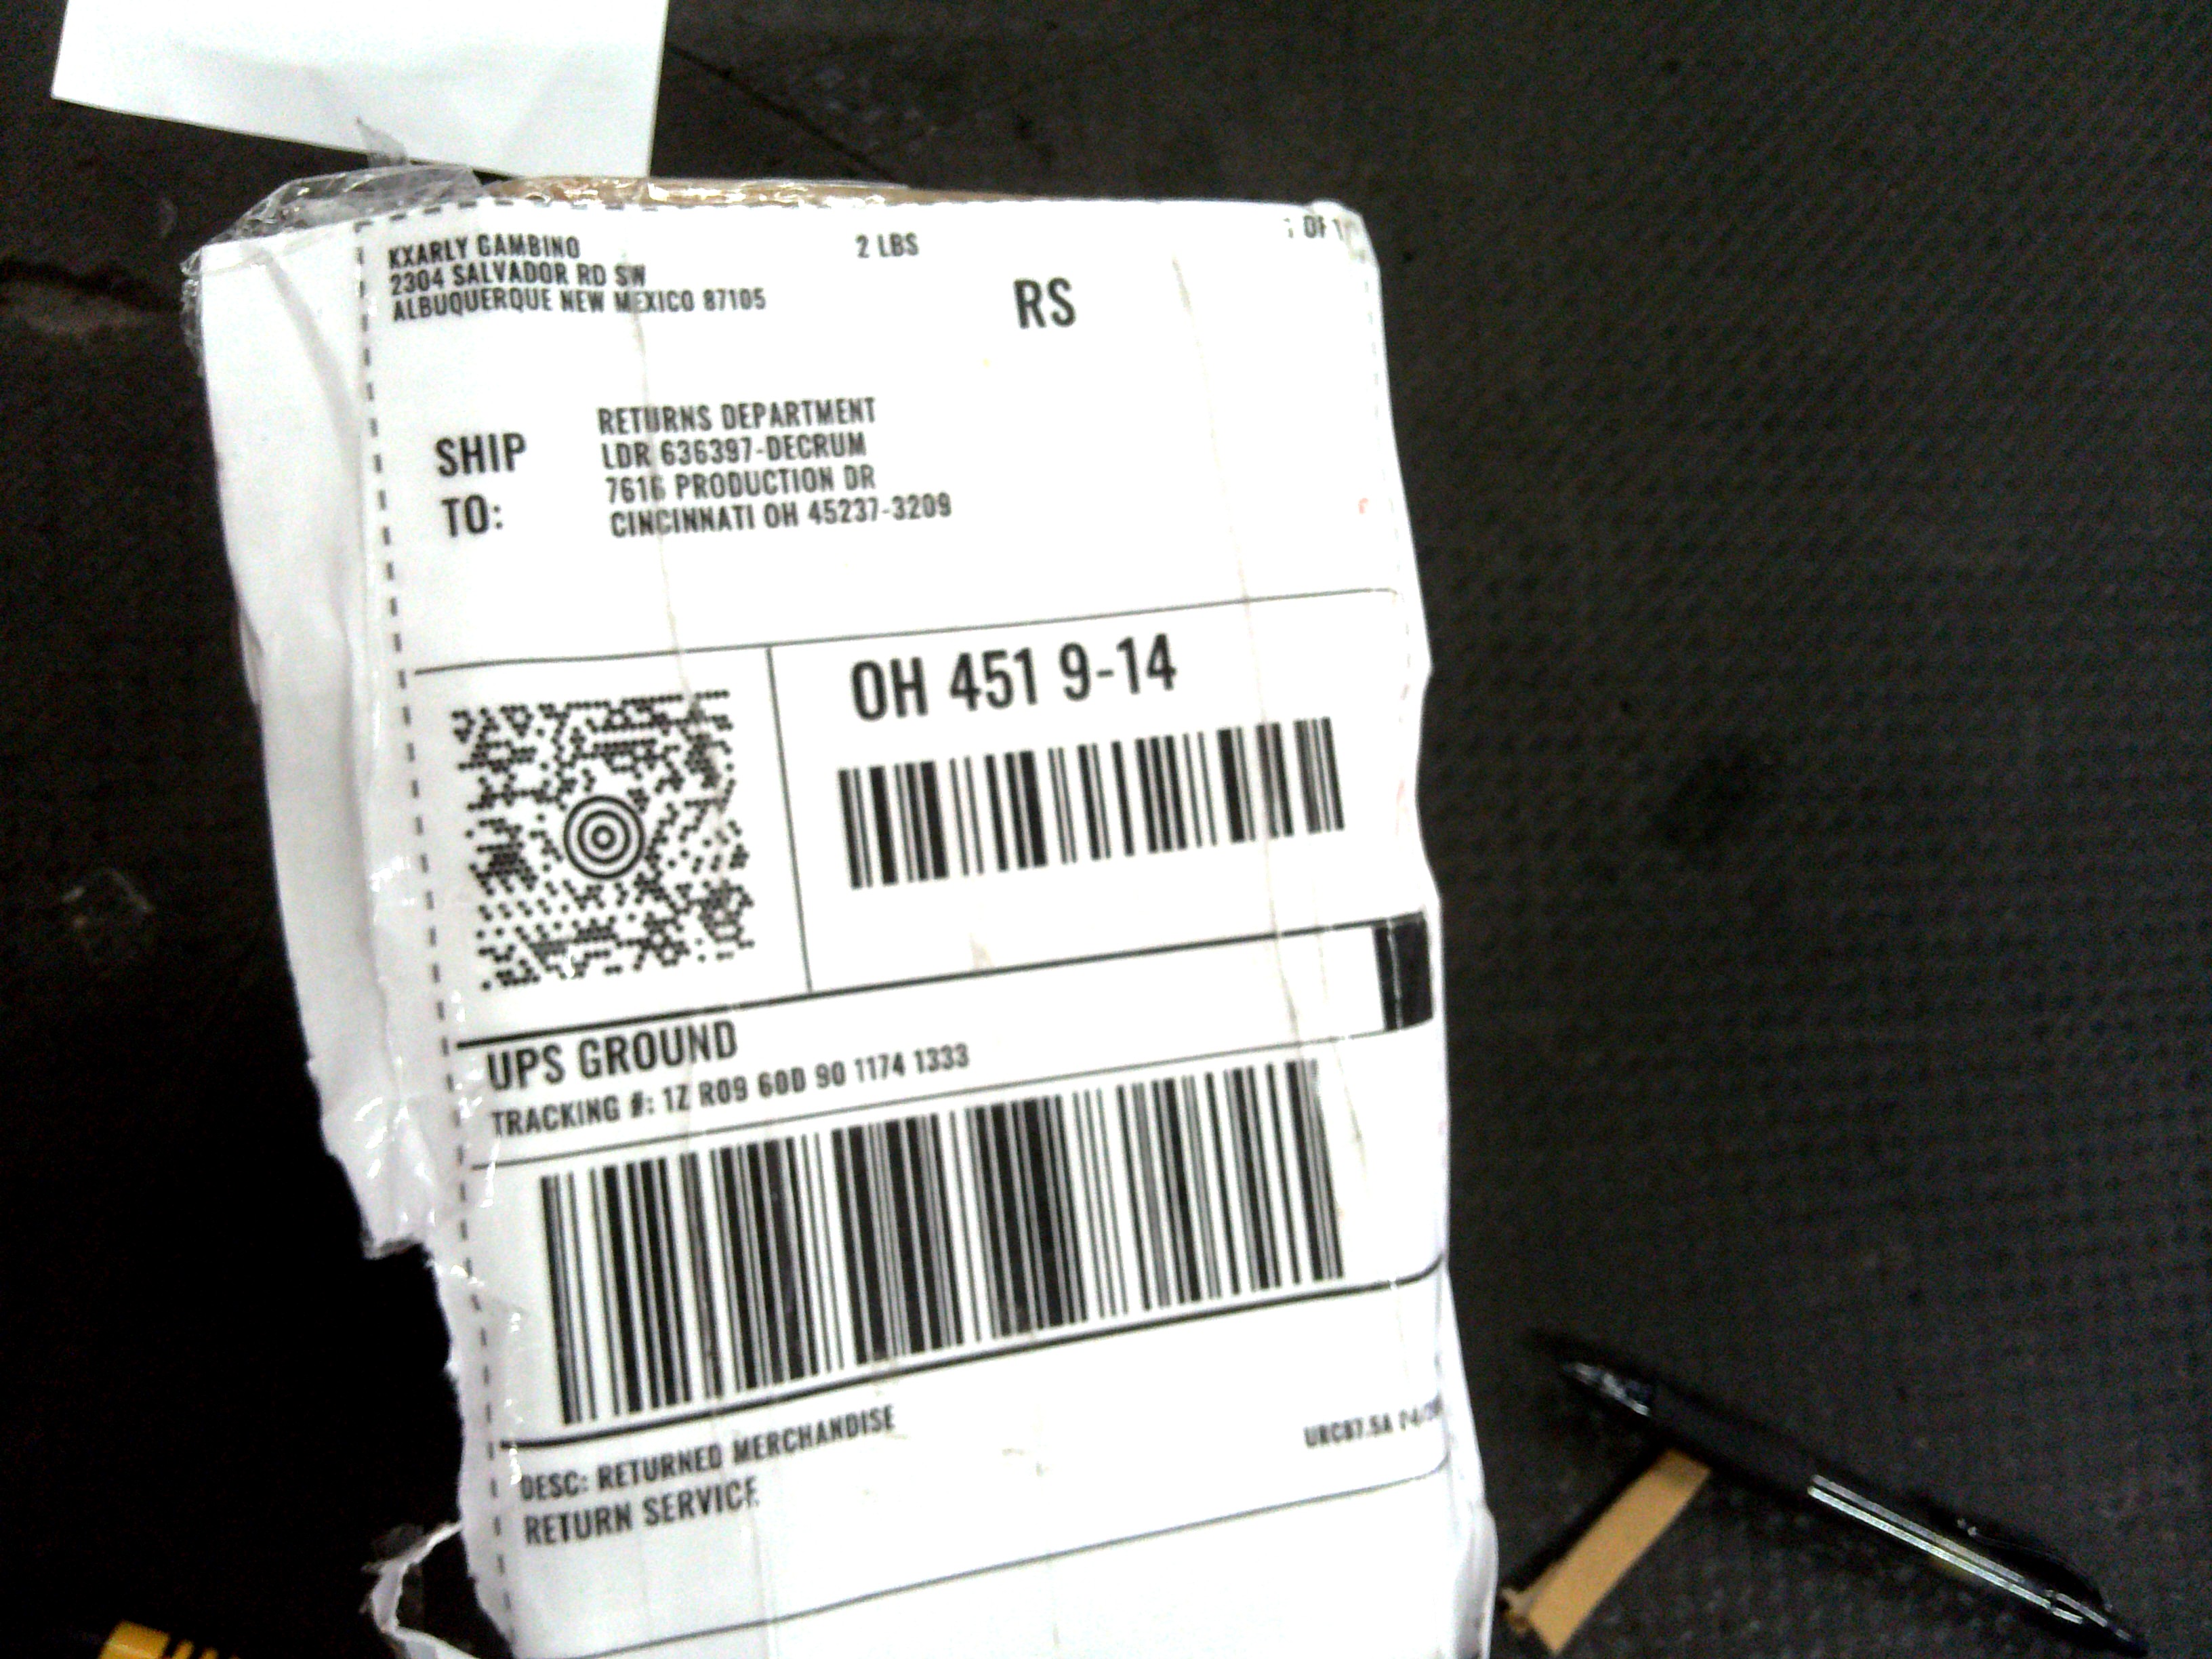 KXARLY GAMBINO
2304 SALVADOR RD SW
ALBUQUERQUE NEW MEXICO 87105
2 LBS
OF 1
RS
SHIP
TO:
RETURNS DEPARTMENT
LDR 636397-DECRUM
7616 PRODUCTION DR
CINCINNATI OH 45237-3209
OH 451 9-14
UPS GROUND
TRACKING #: 1Z R09 60D 90 1174 1333
DESC: RETURNED MERCHANDISE
RETURN SERVICE